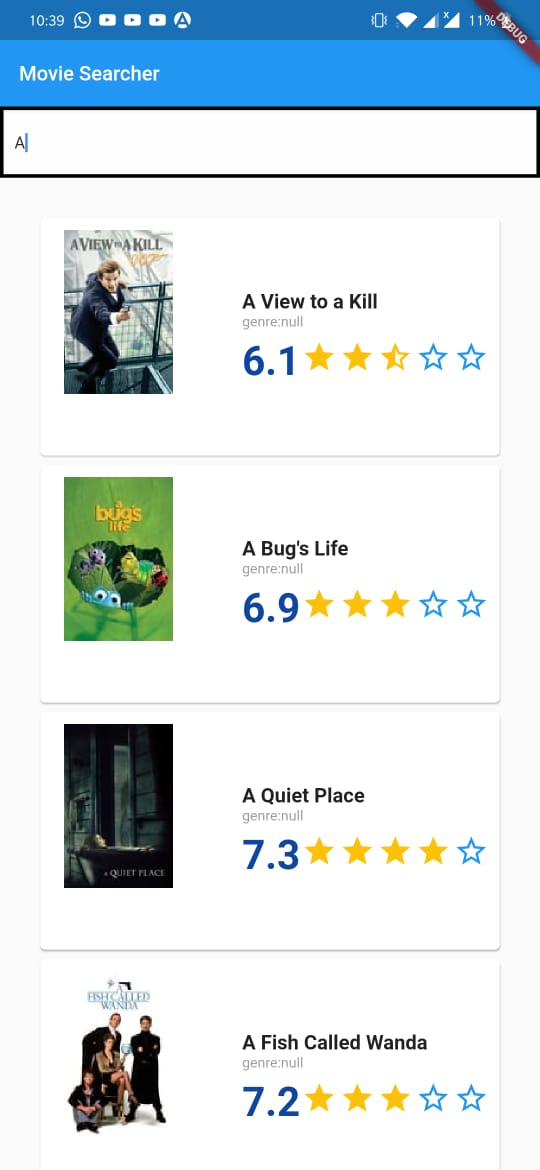 10:39 11%
DEBUG
Movie Searcher
A
A VIEW TO A KILL
007
A View to a Kill
genre:null
6.1
a
bug's
life
A Bug's Life
genre:null
6.9
A QUIET PLACE
A Quiet Place
genre:null
7.3
A
FISH CALLED
WANDA
A Fish Called Wanda
genre:null
7.2